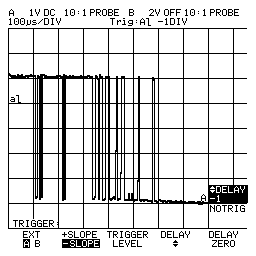 A 1V DC 10:1 PROBE B 2V OFF 10:1 PROBE
100µs/DIV Trig:A1 -1DIV
a1
A
⬍DELAY
-1
NOTRIG
TRIGGER:
EXT +SLOPE TRIGGER DELAY DELAY
A B -SLOPE LEVEL ⬍ ZERO